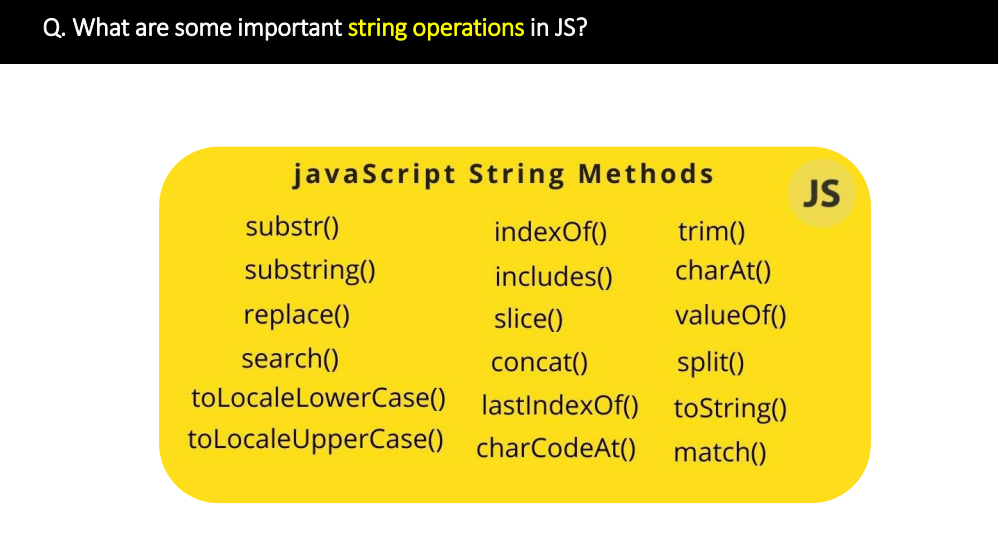 Q. What are some important string operations in JS?
javaScript String Methods
JS
substr()
substring()
replace()
search()
toLocaleLowerCase()
toLocaleUpperCase()
indexOf()
includes()
slice()
concat()
lastIndexOf()
charCodeAt()
trim()
charAt()
valueOf()
split()
toString()
match()